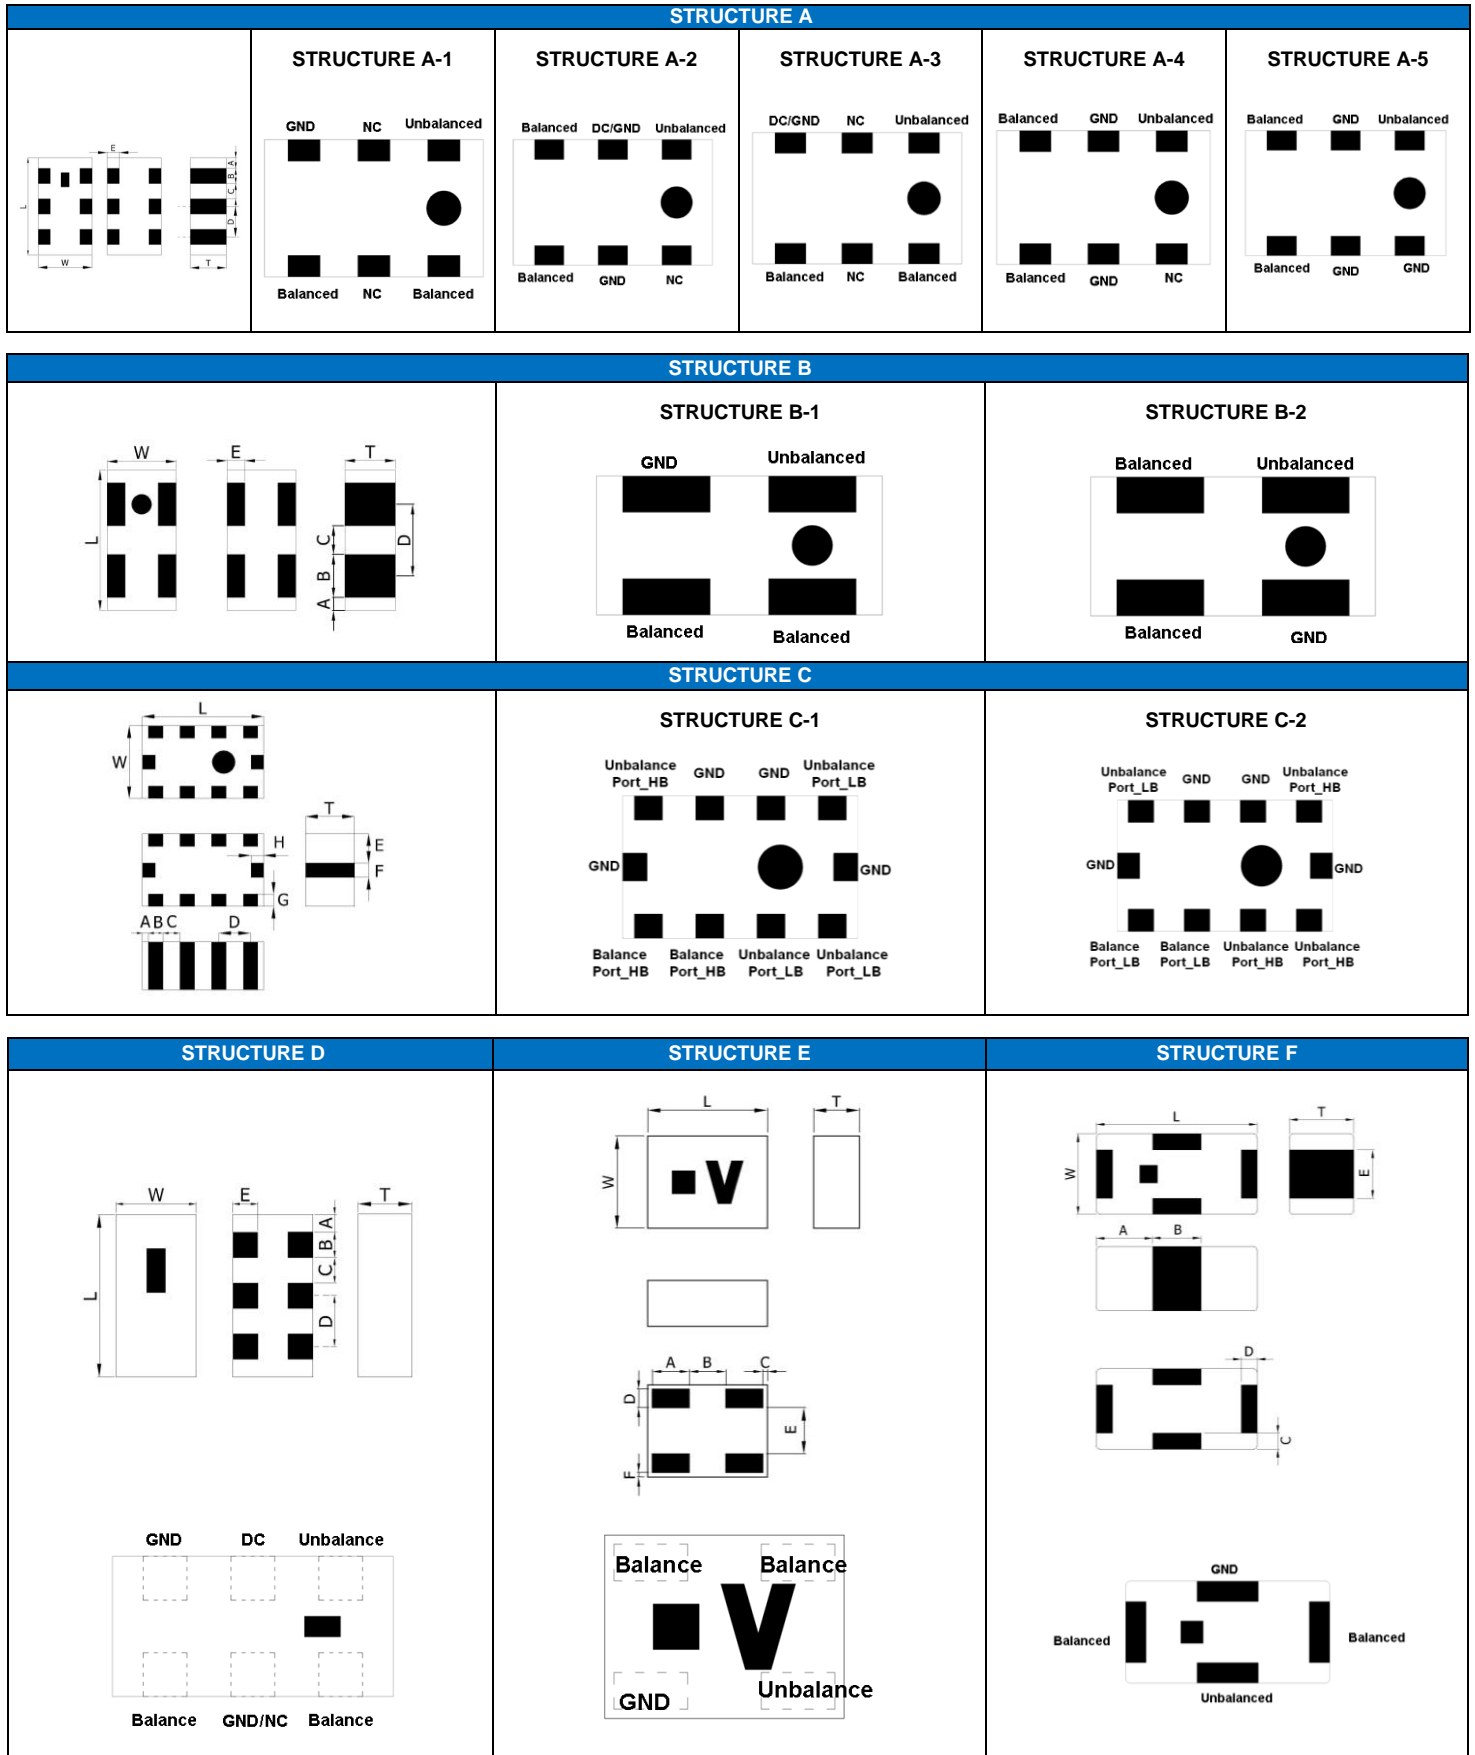 STRUCTURE A
STRUCTURE A-1
STRUCTURE A-2
STRUCTURE A-3
STRUCTURE A-4
STRUCTURE A-5
E
L
W
A
B
C
D
T
GND NC Unbalanced
Balanced NC Balanced
Balanced DC/GND Unbalanced
Balanced GND NC
DC/GND NC Unbalanced
Balanced NC Balanced
Balanced GND Unbalanced
Balanced GND NC
Balanced GND Unbalanced
Balanced GND GND
STRUCTURE B
STRUCTURE B-1
STRUCTURE B-2
W E T
L
C
D
B
A
GND Unbalanced
Balanced Balanced
Balanced Unbalanced
Balanced GND
STRUCTURE C
STRUCTURE C-1
STRUCTURE C-2
L
W
T
H
E
F
G
A B C D
Unbalance GND GND Unbalance
Port_HB Port_LB
GND GND
Balance Balance Unbalance Unbalance
Port_HB Port_HB Port_LB Port_LB
Unbalance GND GND Unbalance
Port_LB Port_HB
GND GND
Balance Balance Unbalance Unbalance
Port_LB Port_LB Port_HB Port_HB
STRUCTURE D
W E T
A
B
C
D
L
GND DC Unbalance
Balance GND/NC Balance
STRUCTURE E
L T
W
V
A B C
D
E
F
Balance Balance
V
GND Unbalance
STRUCTURE F
L T
W
E
A B
D
C
GND
Balanced Balanced
Unbalanced